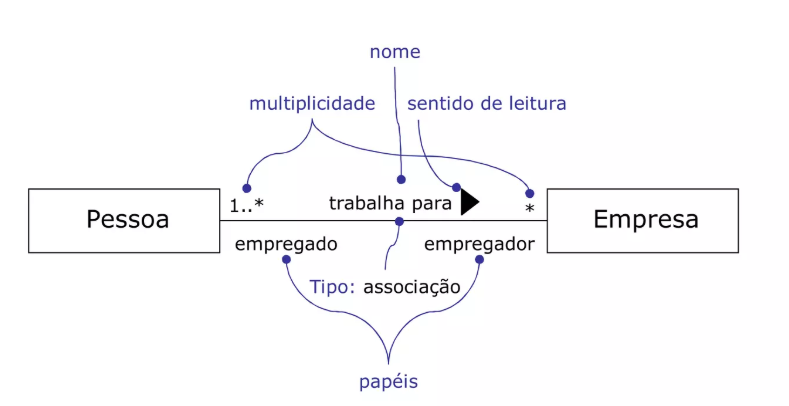 nome
multiplicidade
sentido de leitura
Pessoa
1..*
trabalha para
*
Empresa
empregado
empregador
Tipo: associação
papéis